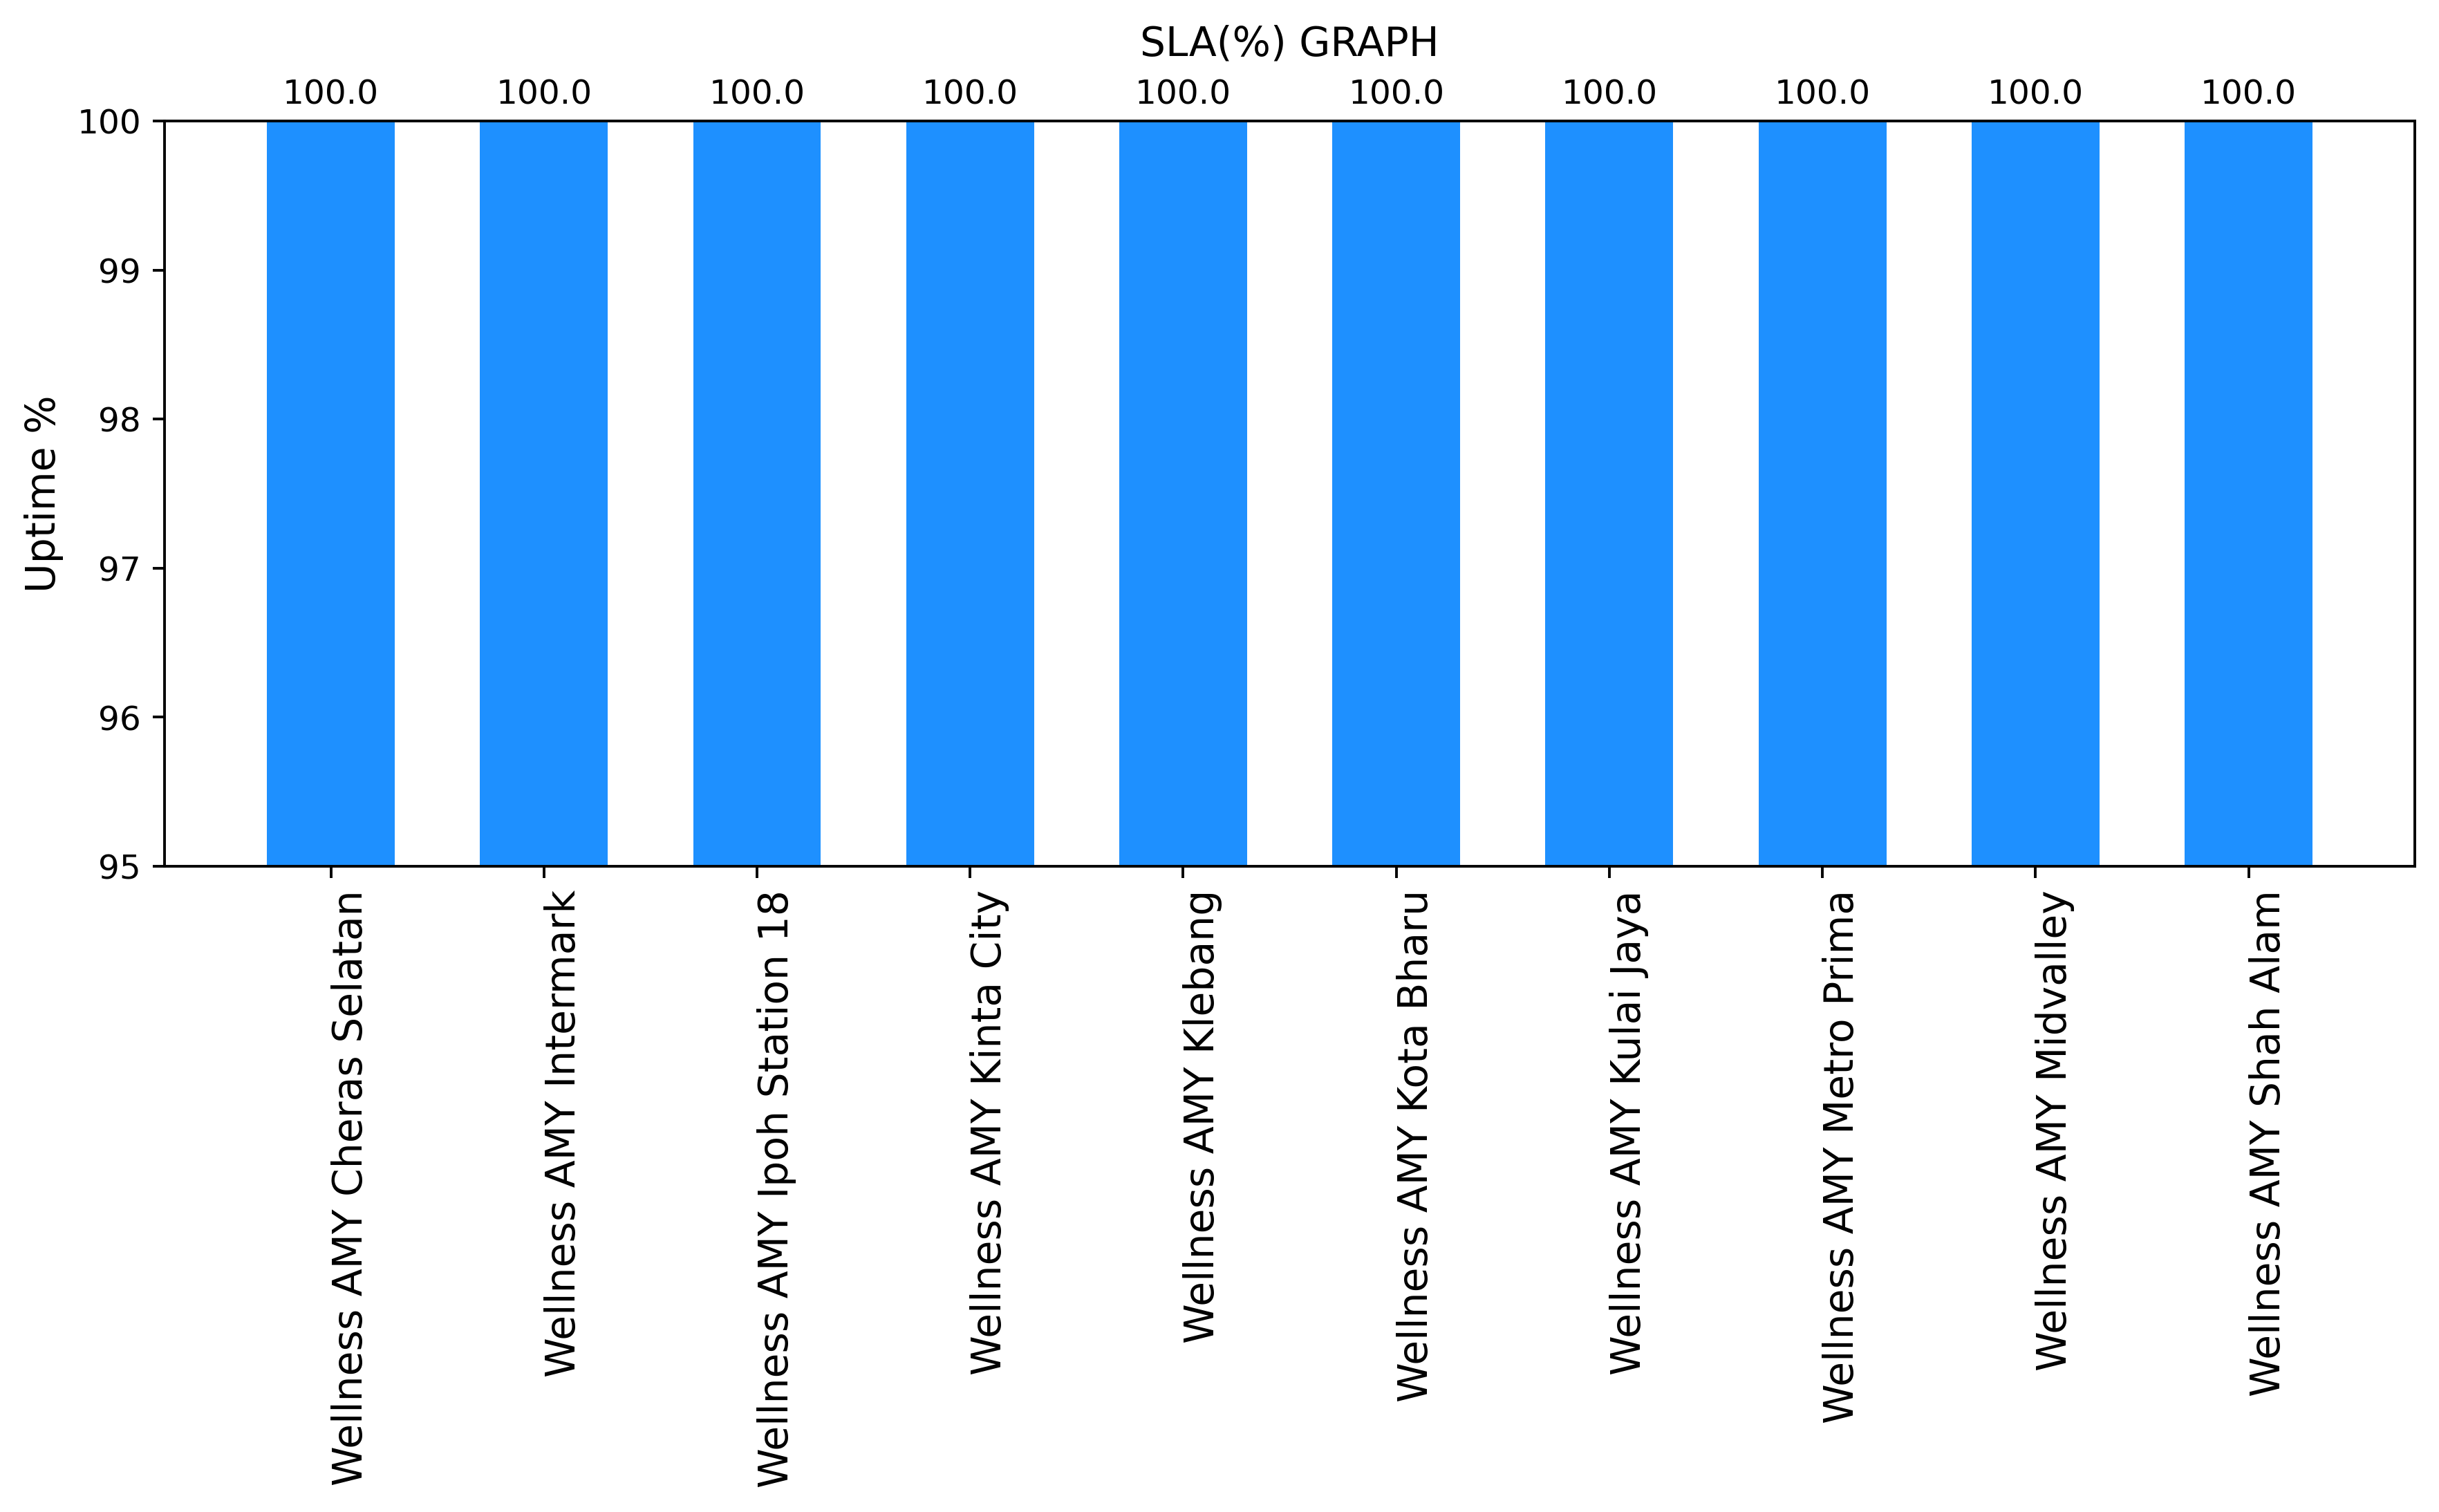 SLA(%) GRAPH
100.0 100.0 100.0 100.0 100.0 100.0 100.0 100.0 100.0 100.0
100
99
98
97
96
95
Uptime %
Wellness AMY Cheras Selatan
Wellness AMY Intermark
Wellness AMY Ipoh Station 18
Wellness AMY Kinta City
Wellness AMY Klebang
Wellness AMY Kota Bharu
Wellness AMY Kulai Jaya
Wellness AMY Metro Prima
Wellness AMY Midvalley
Wellness AMY Shah Alam